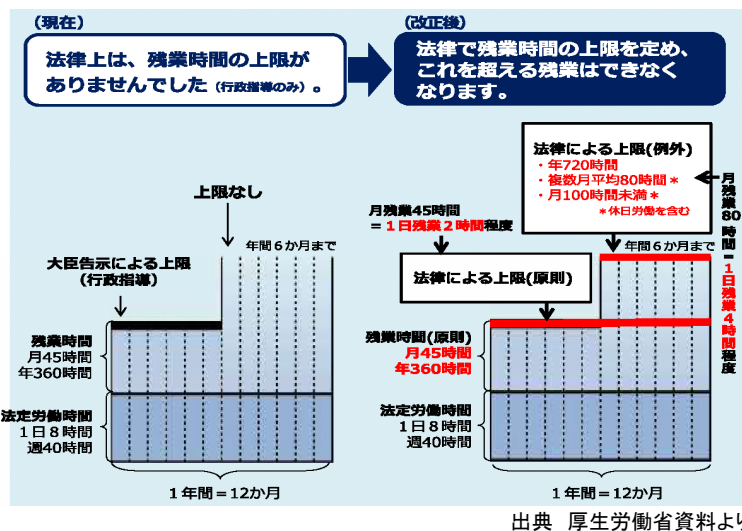 （現在）
法律上は、残業時間の上限が
ありませんでした（行政指導のみ）。
（改正後）
法律で残業時間の上限を定め、
これを超える残業はできなく
なります。
上限なし
年間６か月まで
大臣告示による上限
（行政指導）
残業時間
月45時間
年360時間
法定労働時間
１日８時間
週40時間
１年間＝12か月
法律による上限(例外)
・年720時間
・複数月平均80時間＊
・月100時間未満＊
＊休日労働を含む
月残業80時間＝１日残業４時間程度
月残業45時間
＝１日残業２時間程度
年間６か月まで
法律による上限(原則)
残業時間(原則)
月45時間
年360時間
法定労働時間
１日８時間
週40時間
１年間＝12か月
出典　厚生労働省資料より